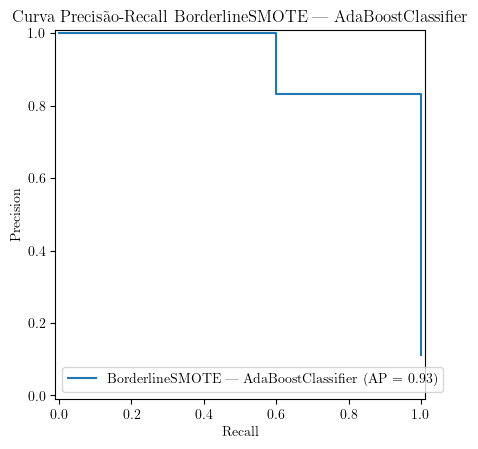 Curva Precisão-Recall BorderlineSMOTE — AdaBoostClassifier
1.0
0.8
0.6
0.4
0.2
0.0
Precision
BorderlineSMOTE — AdaBoostClassifier (AP = 0.93)
0.0 0.2 0.4 0.6 0.8 1.0
Recall